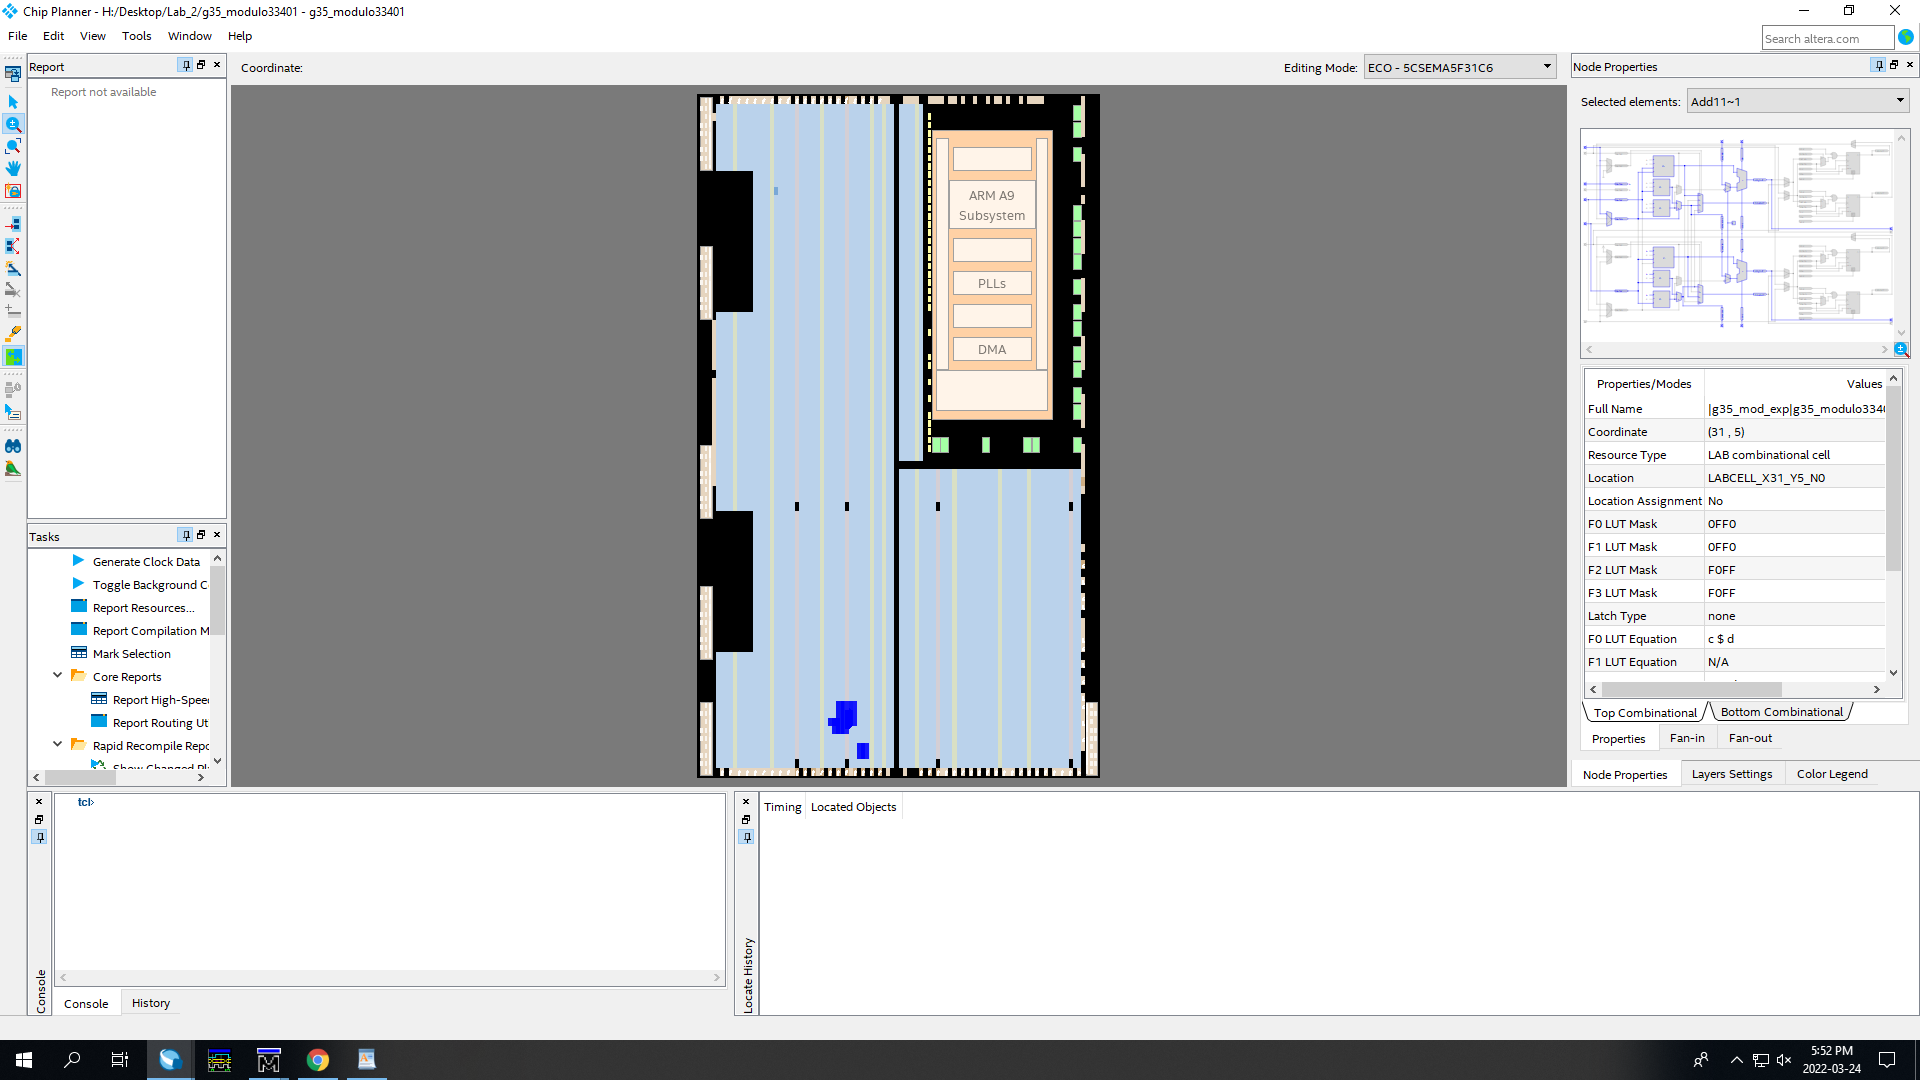 Chip Planner - H:/Desktop/Lab_2/g35_modulo33401 - g35_modulo33401
File Edit View Tools Window Help
Search altera.com
Report
Report not available
Coordinate:
Editing Mode: ECO - 5CSEMA5F31C6
Node Properties
Selected elements: Add11~1
ARM A9
Subsystem
PLLs
DMA
Properties/Modes Values
Full Name |g35_mod_exp|g35_modulo3340
Coordinate (31 , 5)
Resource Type LAB combinational cell
Location LABCELL_X31_Y5_N0
Location Assignment No
F0 LUT Mask 0FF0
F1 LUT Mask 0FF0
F2 LUT Mask F0FF
F3 LUT Mask F0FF
Latch Type none
F0 LUT Equation c $ d
F1 LUT Equation N/A
Top Combinational Bottom Combinational
Properties Fan-in Fan-out
Node Properties Layers Settings Color Legend
Tasks
Generate Clock Data
Toggle Background C
Report Resources...
Report Compilation M
Mark Selection
Core Reports
Report High-Speed
Report Routing Ut
Rapid Recompile Repo
Show Changed Pl
tcl>
Console
Console History
Timing Located Objects
Locate History
5:52 PM
2022-03-24